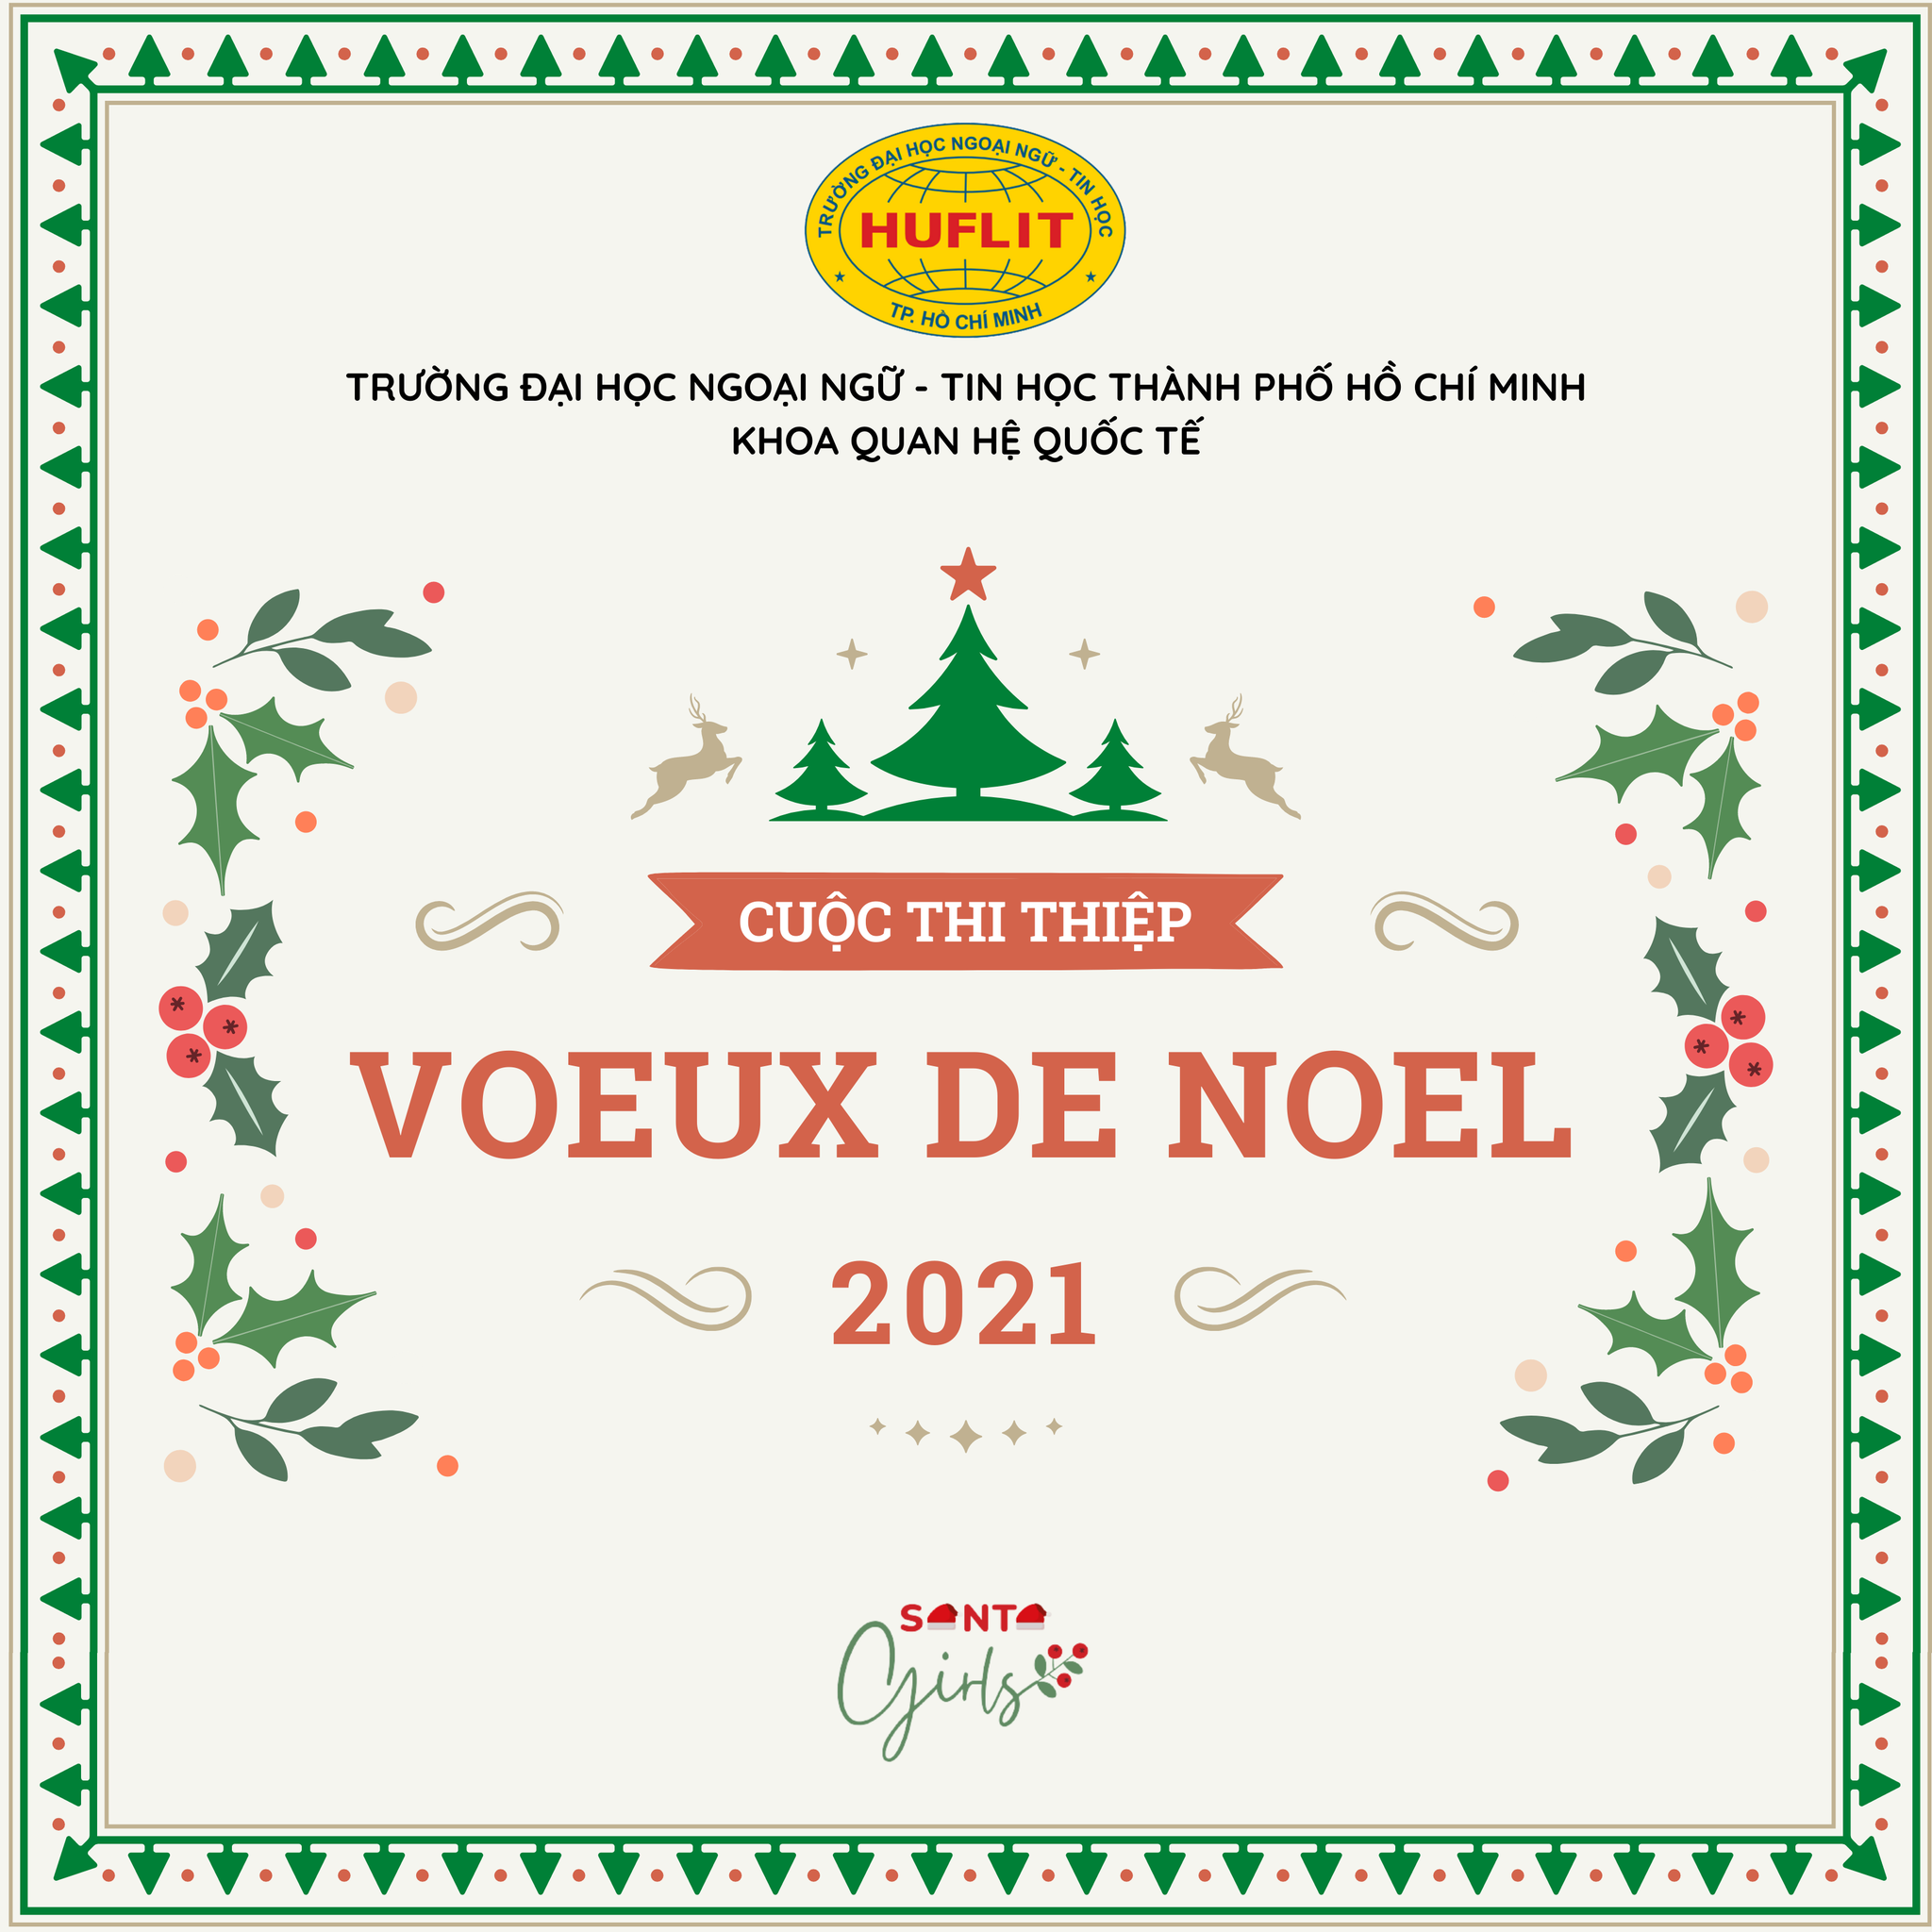 TRƯỜNG ĐẠI HỌC NGOẠI NGỮ - TIN HỌC
HUFLIT
TP. HỒ CHÍ MINH
TRƯỜNG ĐẠI HỌC NGOẠI NGỮ - TIN HỌC THÀNH PHỐ HỒ CHÍ MINH
KHOA QUAN HỆ QUỐC TẾ
CUỘC THI THIỆP
VOEUX DE NOEL
2021
SANTA
Girls